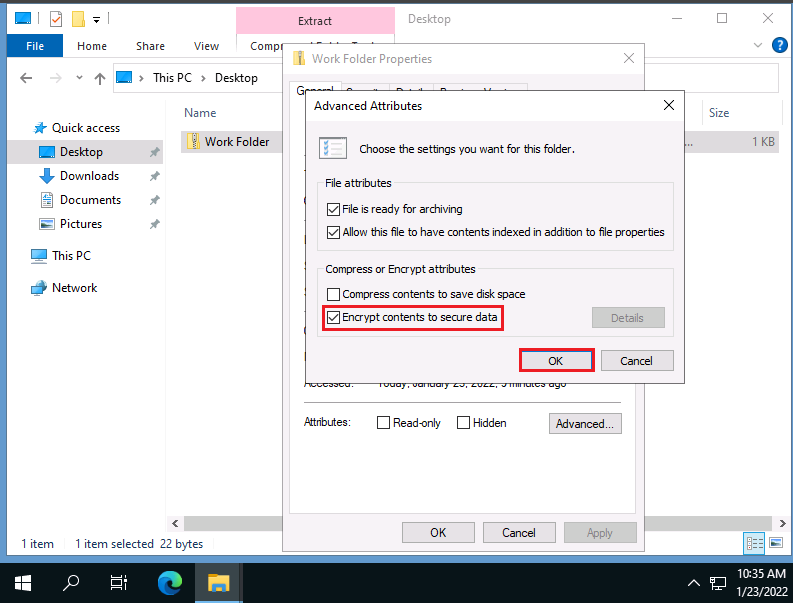 Extract
Desktop
File
Home
Share
View
This PC
Desktop
Work Folder Properties
General
Advanced Attributes
Choose the settings you want for this folder.
File attributes
File is ready for archiving
Allow this file to have contents indexed in addition to file properties
Compress or Encrypt attributes
Compress contents to save disk space
Encrypt contents to secure data
Details
OK
Cancel
Name
Size
Quick access
Desktop
Downloads
Documents
Pictures
This PC
Network
Work Folder
1 KB
Accessed: Today, January 23, 2022, 5 minutes ago
Attributes:
Read-only
Hidden
Advanced...
OK
Cancel
Apply
1 item
1 item selected 22 bytes
10:35 AM
1/23/2022